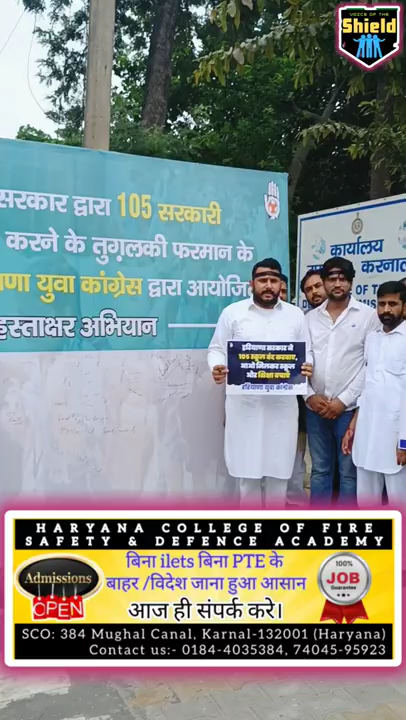 VOICE OF THE
Shield
सरकार द्वारा 105 सरकारी
करने के तुग़लकी फरमान के
युवा कांग्रेस द्वारा आयोजि
हस्ताक्षर अभियान
कार्यालय
करनाल
OF THE
हरियाणा सरकार ने
105 स्कूल बंद करवाए,
आओ मिलकर स्कूल
और शिक्षा बचाएँ
हरियाणा युवा कांग्रेस
HARYANA COLLEGE OF FIRE
SAFETY & DEFENCE ACADEMY
Admissions
OPEN
बिना ilets बिना PTE के
बाहर /विदेश जाना हुआ आसान
आज ही संपर्क करे।
100%
JOB
Guarantee
SCO: 384 Mughal Canal, Karnal-132001 (Haryana)
Contact us:- 0184-4035384, 74045-95923